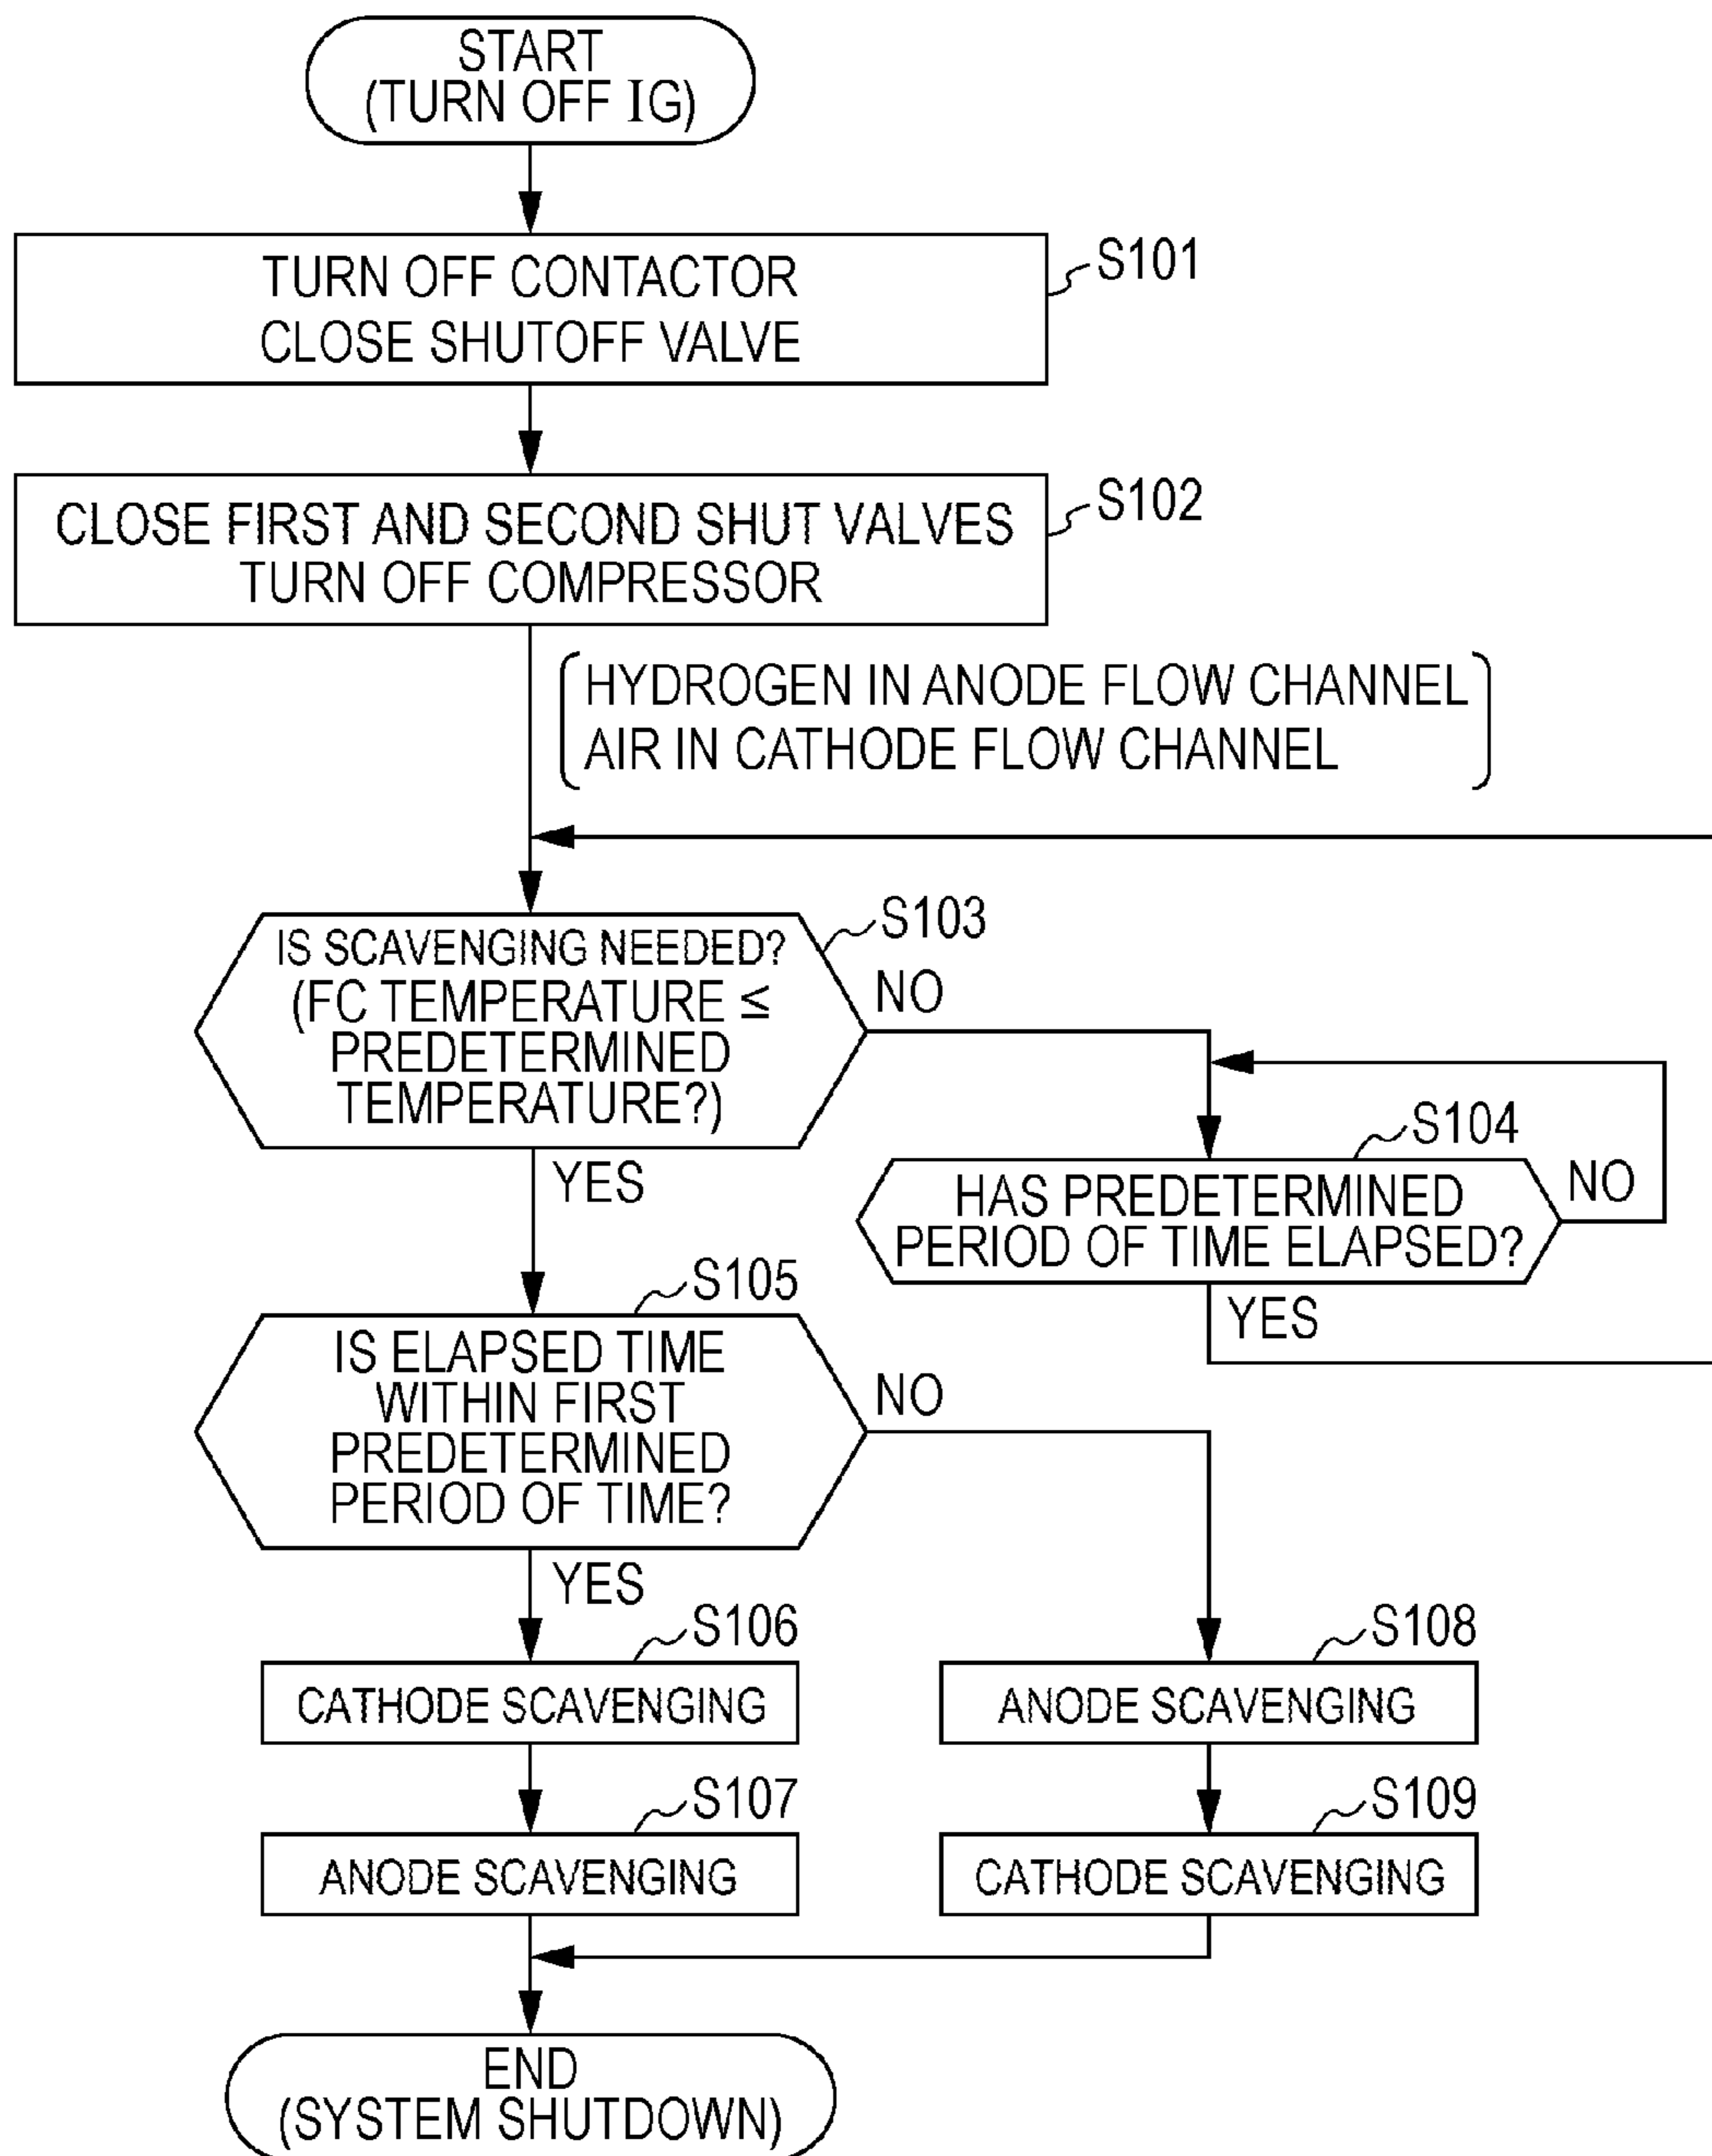 START
(TURN OFF IG)
TURN OFF CONTACTOR
CLOSE SHUTOFF VALVE
S101
CLOSE FIRST AND SECOND SHUT VALVES
TURN OFF COMPRESSOR
S102
HYDROGEN IN ANODE FLOW CHANNEL
AIR IN CATHODE FLOW CHANNEL
S103
IS SCAVENGING NEEDED?
(FC TEMPERATURE ≤
PREDETERMINED
TEMPERATURE?)
NO
YES
S104
HAS PREDETERMINED
PERIOD OF TIME ELAPSED?
NO
YES
S105
IS ELAPSED TIME
WITHIN FIRST
PREDETERMINED
PERIOD OF TIME?
NO
YES
S106
CATHODE SCAVENGING
S108
ANODE SCAVENGING
S107
ANODE SCAVENGING
S109
CATHODE SCAVENGING
END
(SYSTEM SHUTDOWN)